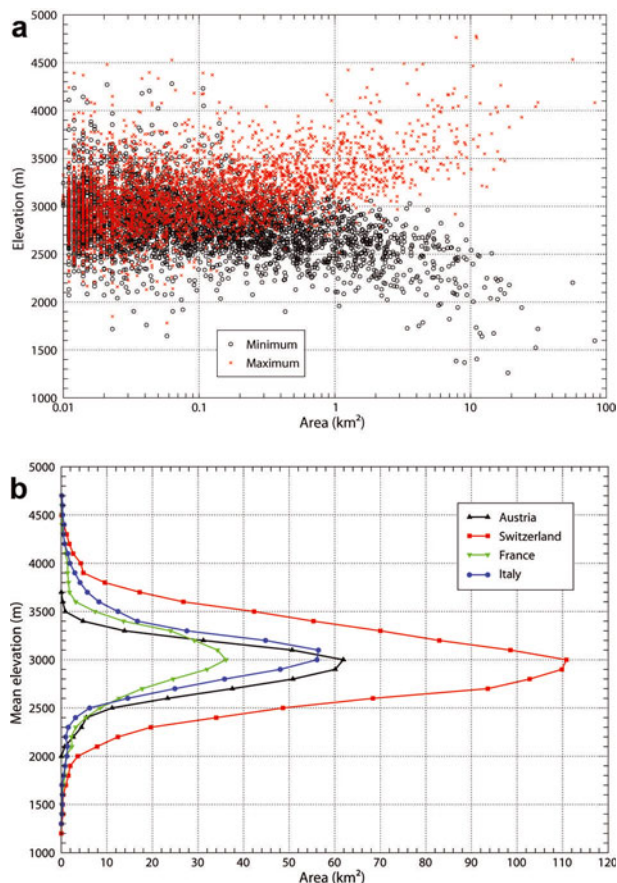 a
5000
4500
4000
3500
3000
2500
2000
1500
1000
Elevation (m)
Minimum
Maximum
0.01 0.1 1 10 100
Area (km²)
b
5000
4500
4000
3500
3000
2500
2000
1500
1000
Mean elevation (m)
Austria
Switzerland
France
Italy
0 10 20 30 40 50 60 70 80 90 100 110 120
Area (km²)